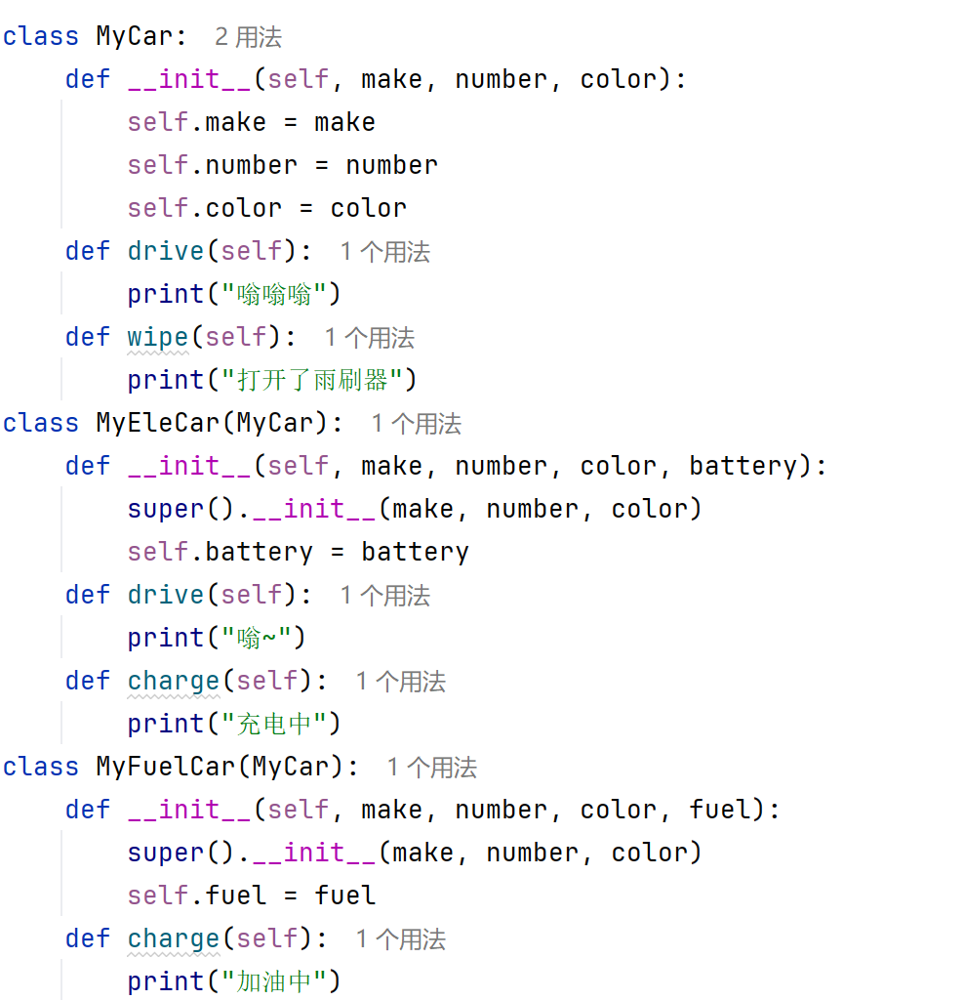 class MyCar:  2 用法
    def __init__(self, make, number, color):
        self.make = make
        self.number = number
        self.color = color
    def drive(self):  1 个用法
        print("嗡嗡嗡")
    def wipe(self):  1 个用法
        print("打开了雨刷器")
class MyEleCar(MyCar):  1 个用法
    def __init__(self, make, number, color, battery):
        super().__init__(make, number, color)
        self.battery = battery
    def drive(self):  1 个用法
        print("嗡~")
    def charge(self):  1 个用法
        print("充电中")
class MyFuelCar(MyCar):  1 个用法
    def __init__(self, make, number, color, fuel):
        super().__init__(make, number, color)
        self.fuel = fuel
    def charge(self):  1 个用法
        print("加油中")